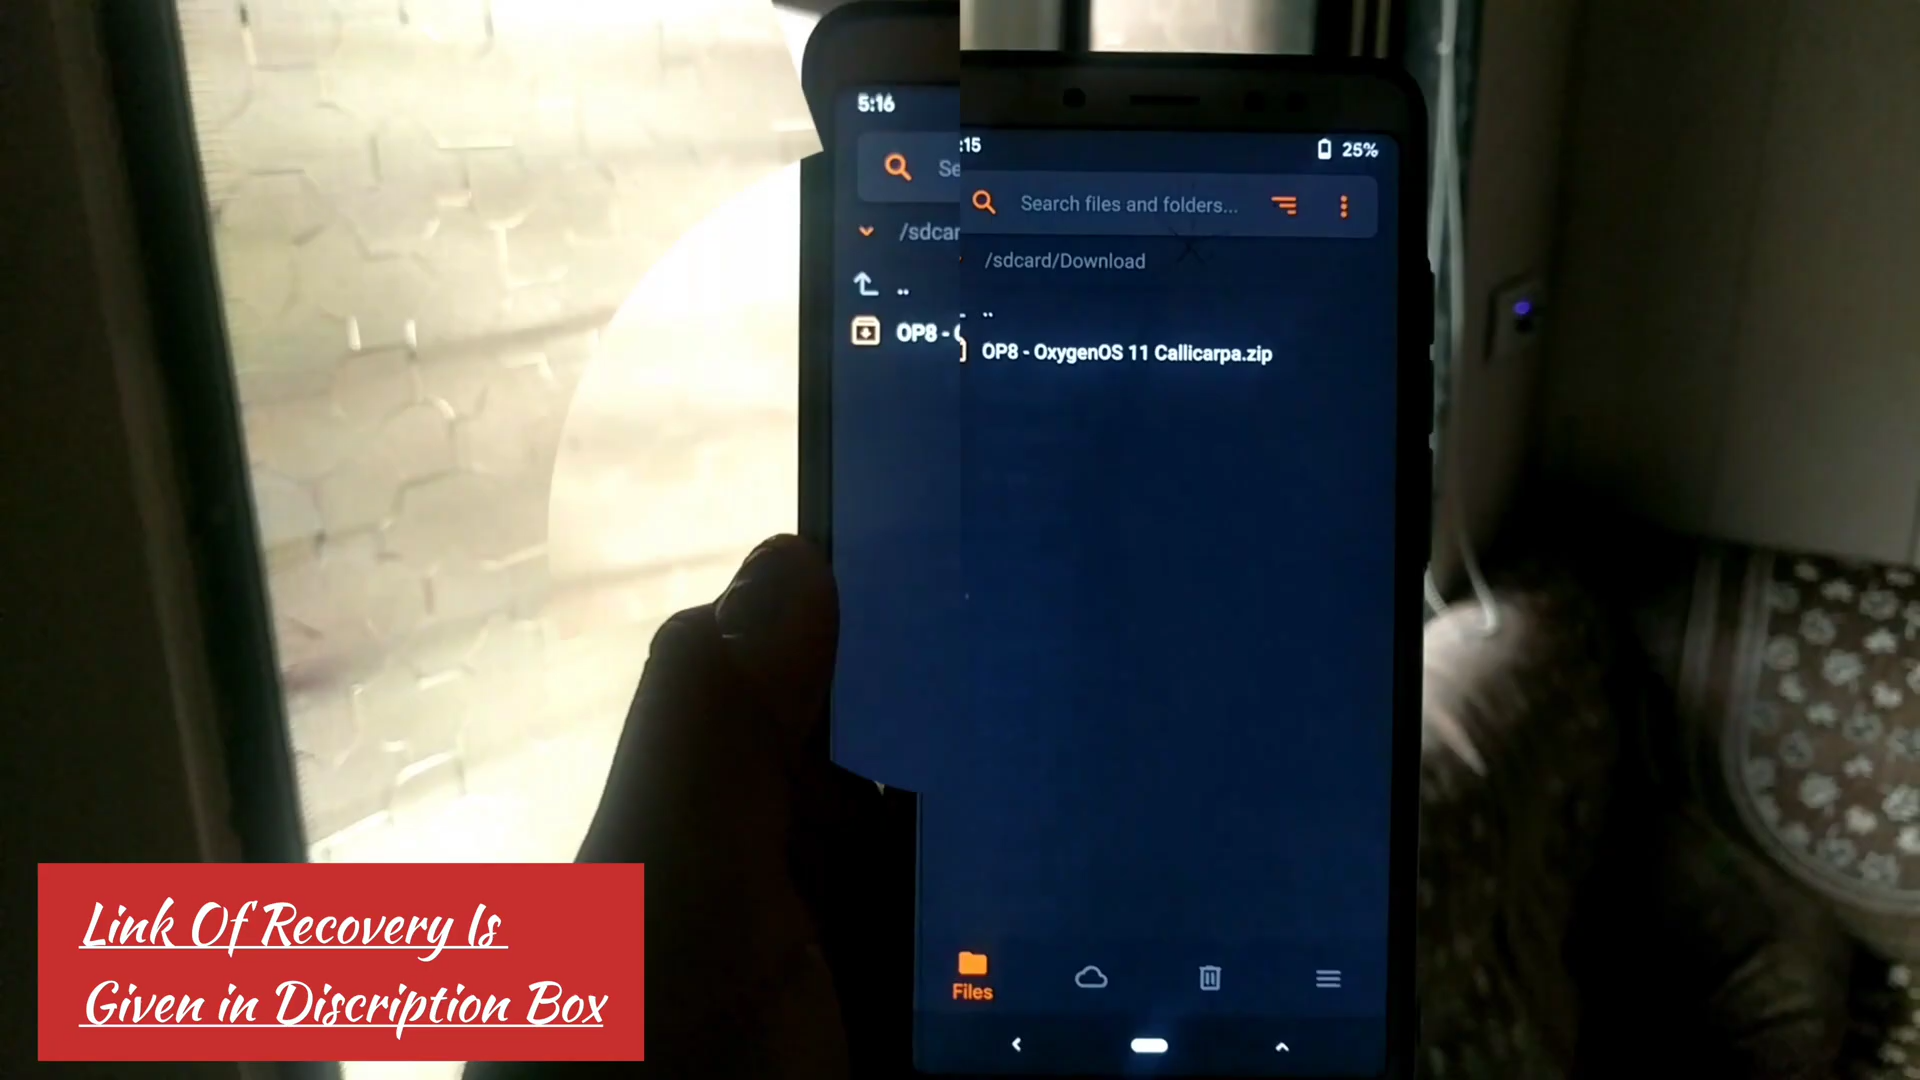 5:16
Se
/sdcar
..
OP8 - 
:15
25%
Search files and folders...
/sdcard/Download
..
OP8 - OxygenOS 11 Callicarpa.zip
Files
Link Of Recovery Is
Given in Discription Box